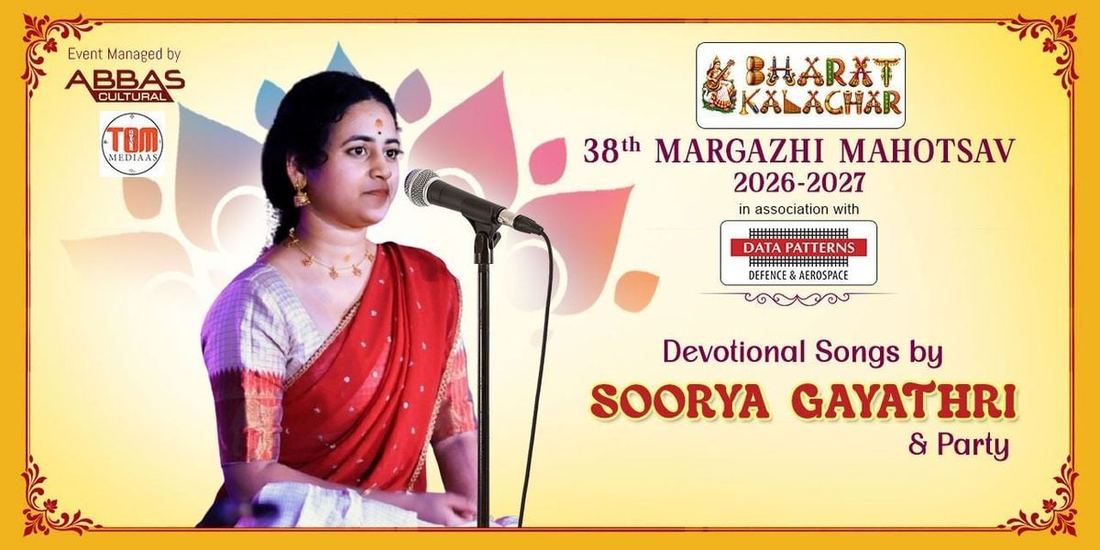 Event Managed by
ABBAS
CULTURAL
TOM
MEDIAAS
BHARAT
KALACHAR
38th MARGAZHI MAHOTSAV
2026-2027
in association with
DATA PATTERNS
DEFENCE & AEROSPACE
Devotional Songs by
SOORYA GAYATHRI
& Party